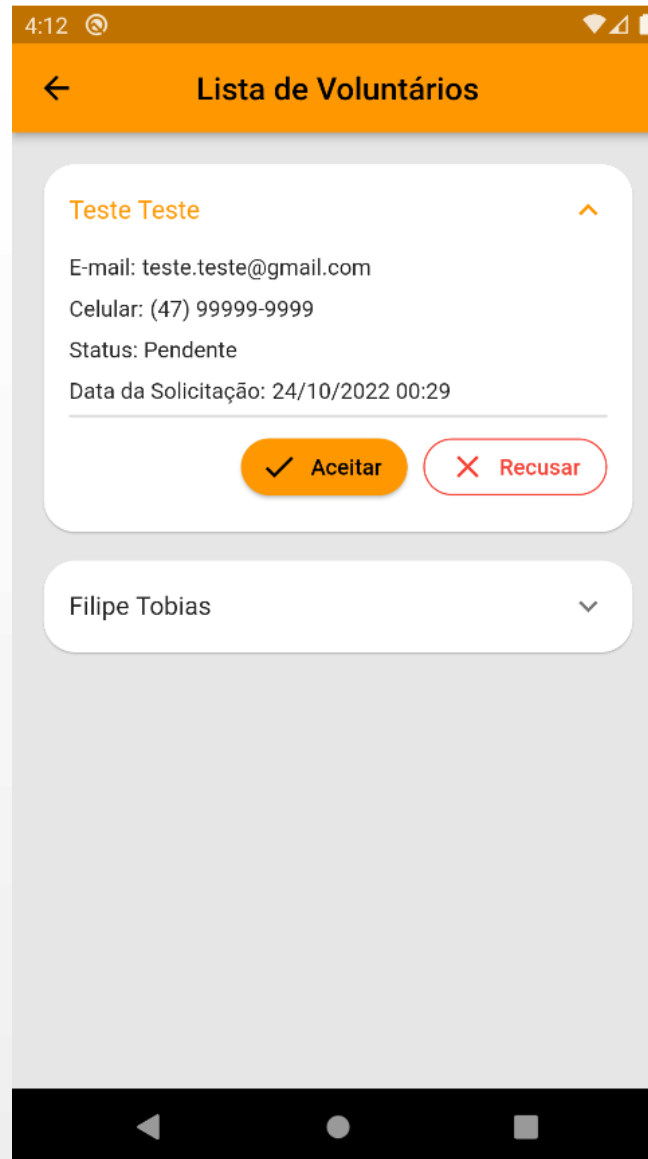 4:12
Lista de Voluntários
Teste Teste
E-mail: teste.teste@gmail.com
Celular: (47) 99999-9999
Status: Pendente
Data da Solicitação: 24/10/2022 00:29
Aceitar
Recusar
Filipe Tobias